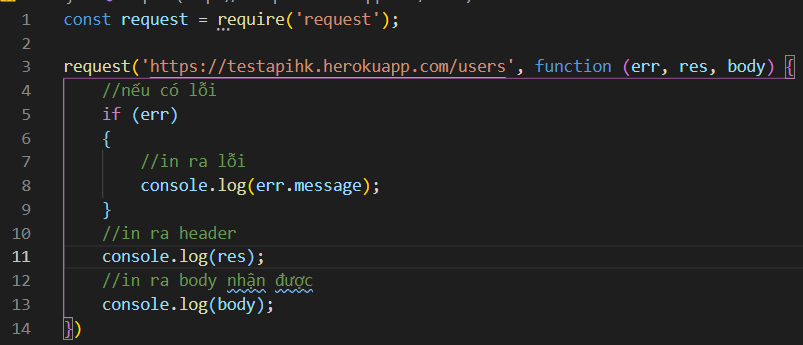 1 const request = require('request');
2
3 request('https://testapihk.herokuapp.com/users', function (err, res, body) {
4 //nếu có lỗi
5 if (err)
6 {
7 //in ra lỗi
8 console.log(err.message);
9 }
10 //in ra header
11 console.log(res);
12 //in ra body nhận được
13 console.log(body);
14 })